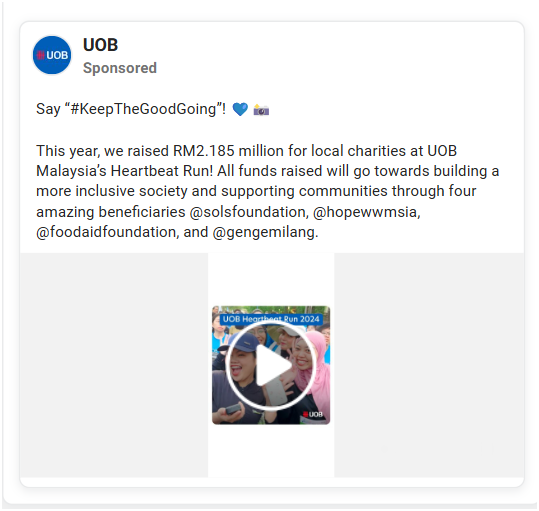 UOB
UOB
Sponsored
Say “#KeepTheGoodGoing”! 💙 📸
This year, we raised RM2.185 million for local charities at UOB
Malaysia’s Heartbeat Run! All funds raised will go towards building a
more inclusive society and supporting communities through four
amazing beneficiaries @solsfoundation, @hopewwmsia,
@foodaidfoundation, and @gengemilang.
UOB Heartbeat Run 2024
UOB